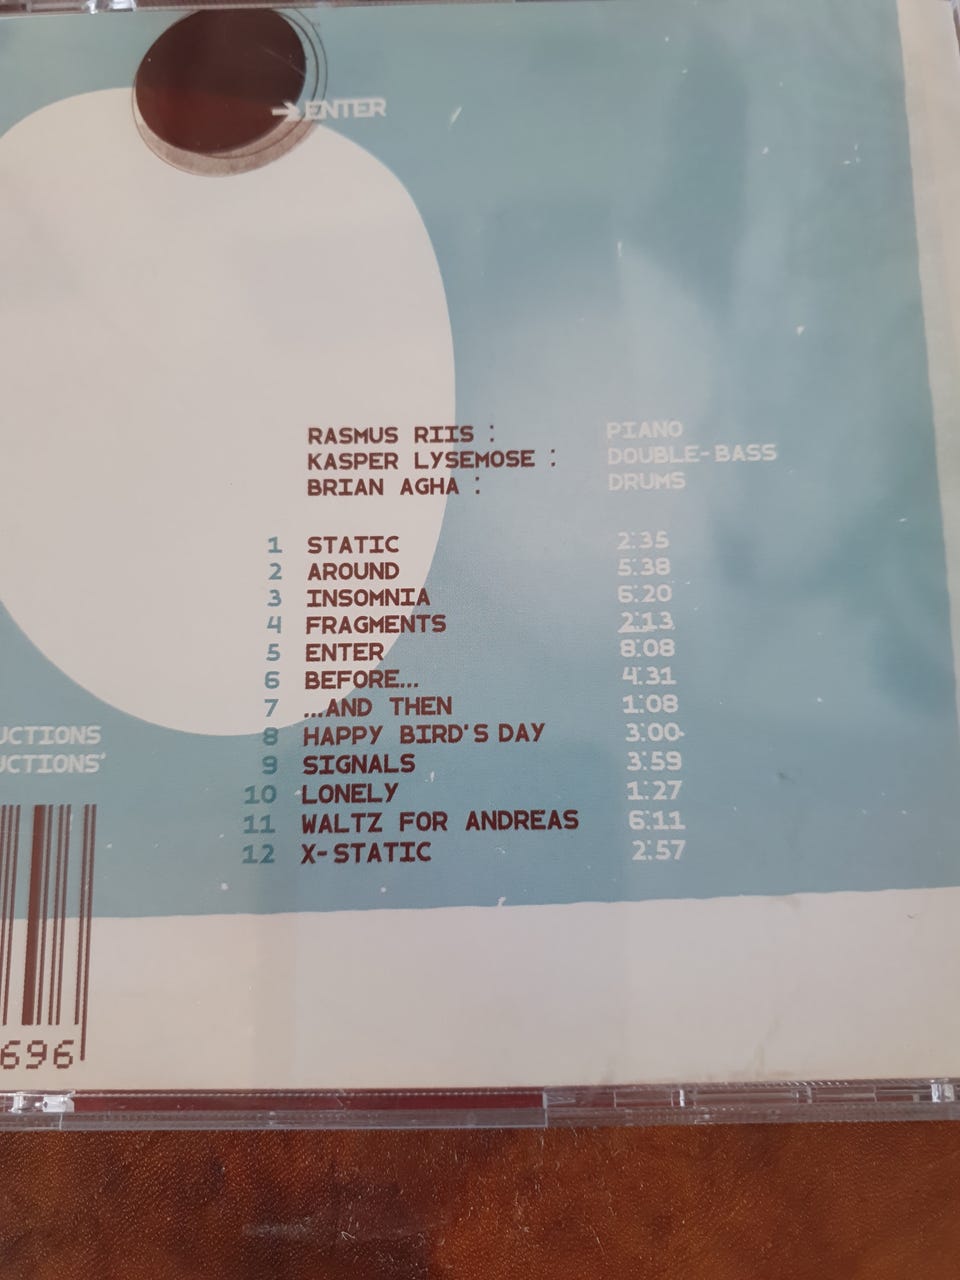 →ENTER
RASMUS RIIS : PIANO
KASPER LYSEMOSE : DOUBLE-BASS
BRIAN AGHA : DRUMS
1 STATIC 2:35
2 AROUND 5:38
3 INSOMNIA 6:20
4 FRAGMENTS 2:13
5 ENTER 8:08
6 BEFORE... 4:31
7 ...AND THEN 1:08
8 HAPPY BIRD'S DAY 3:00
9 SIGNALS 3:59
10 LONELY 1:27
11 WALTZ FOR ANDREAS 6:11
12 X-STATIC 2:57
UCTIONS
UCTIONS'
696